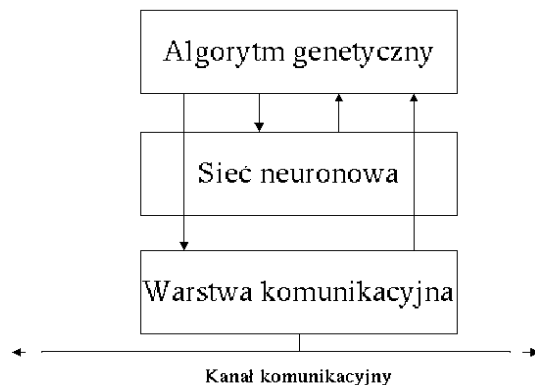 Algorytm genetyczny
Sieć neuronowa
Warstwa komunikacyjna
Kanał komunikacyjny